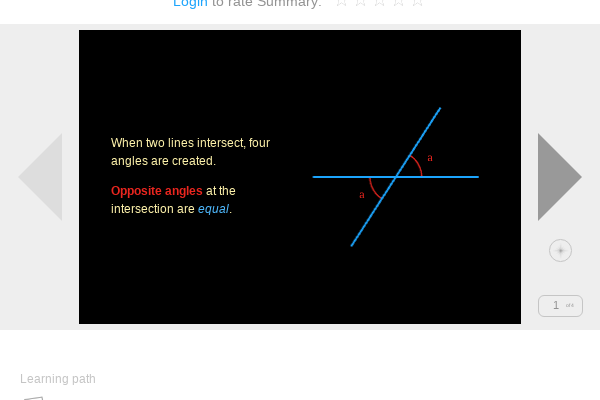 Login to rate Summary: ☆ ☆ ☆ ☆ ☆
When two lines intersect, four
angles are created.
Opposite angles at the
intersection are equal.
a
a
1
Learning path